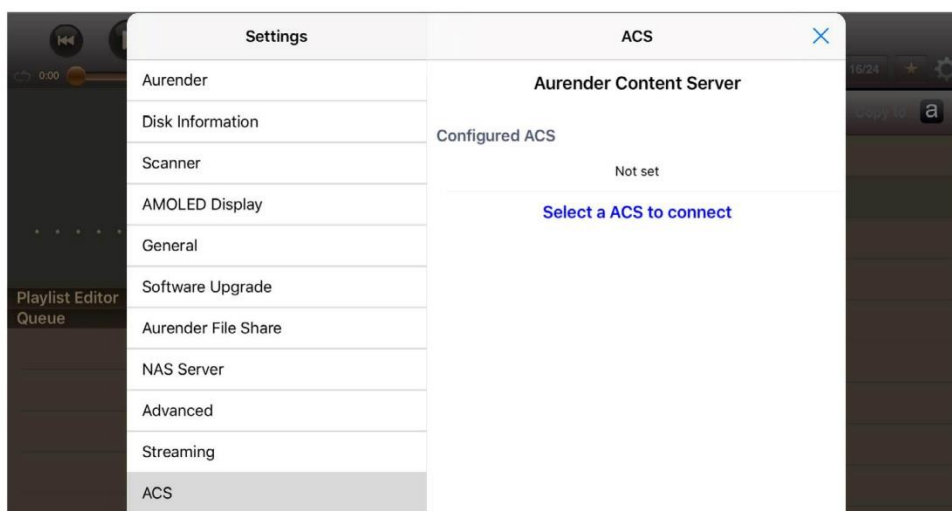 Settings
ACS
0:00
16/24
Aurender
Aurender Content Server
Copy to
a
Disk Information
Configured ACS
Scanner
Not set
AMOLED Display
Select a ACS to connect
General
Software Upgrade
Playlist Editor
Queue
Aurender File Share
NAS Server
Advanced
Streaming
ACS